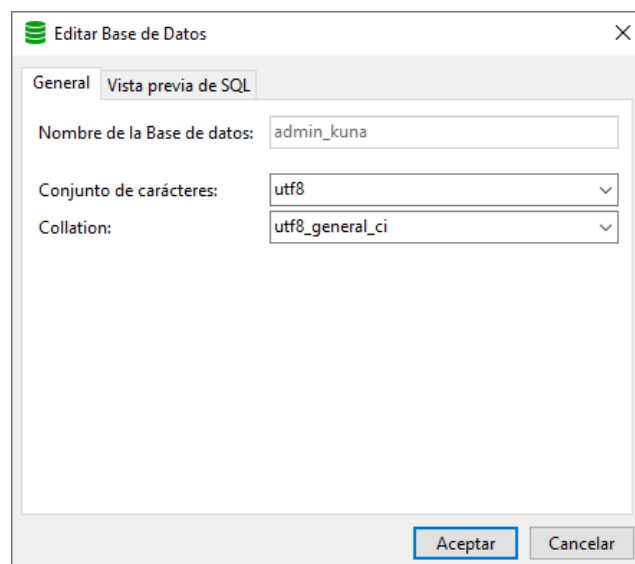 Editar Base de Datos
General
Vista previa de SQL
Nombre de la Base de datos:
admin_kuna
Conjunto de carácteres:
utf8
Collation:
utf8_general_ci
Aceptar
Cancelar